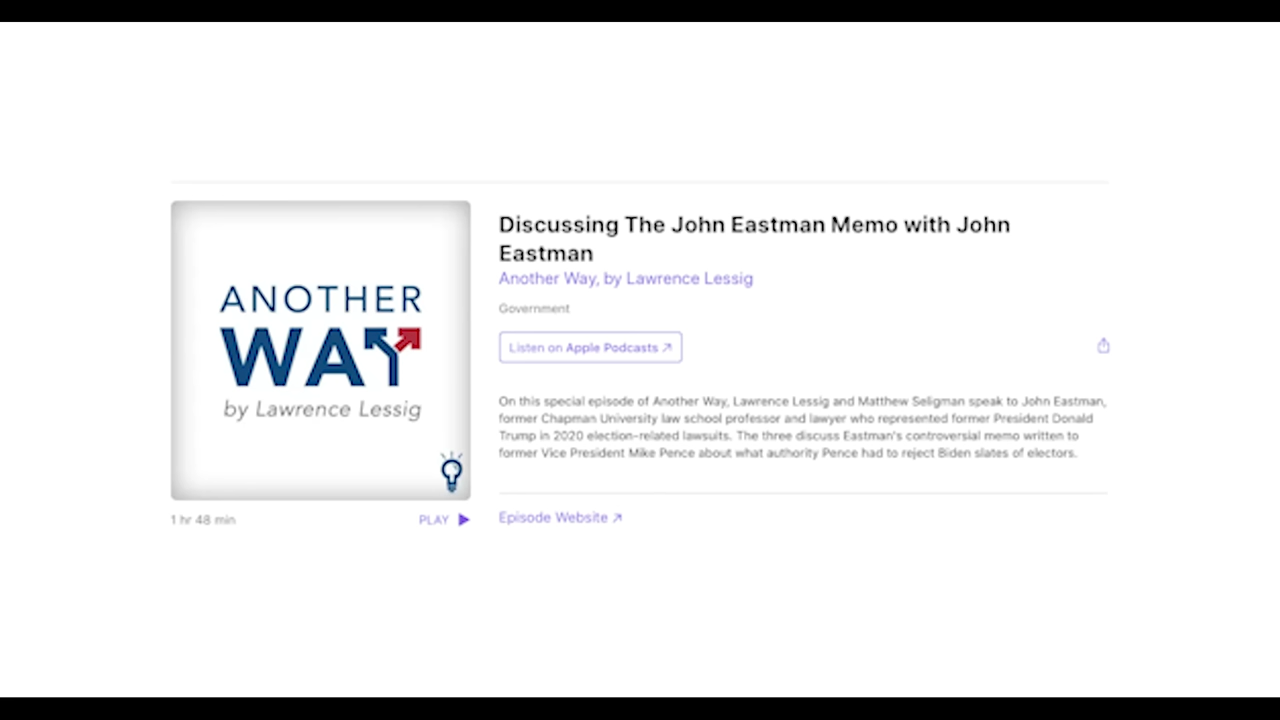 ANOTHER
WAY
by Lawrence Lessig
1 hr 48 min
PLAY
Discussing The John Eastman Memo with John
Eastman
Another Way, by Lawrence Lessig
Government
Listen on Apple Podcasts ↗
On this special episode of Another Way, Lawrence Lessig and Matthew Seligman speak to John Eastman,
former Chapman University law school professor and lawyer who represented former President Donald
Trump in 2020 election-related lawsuits. The three discuss Eastman's controversial memo written to
former Vice President Mike Pence about what authority Pence had to reject Biden slates of electors.
Episode Website ↗